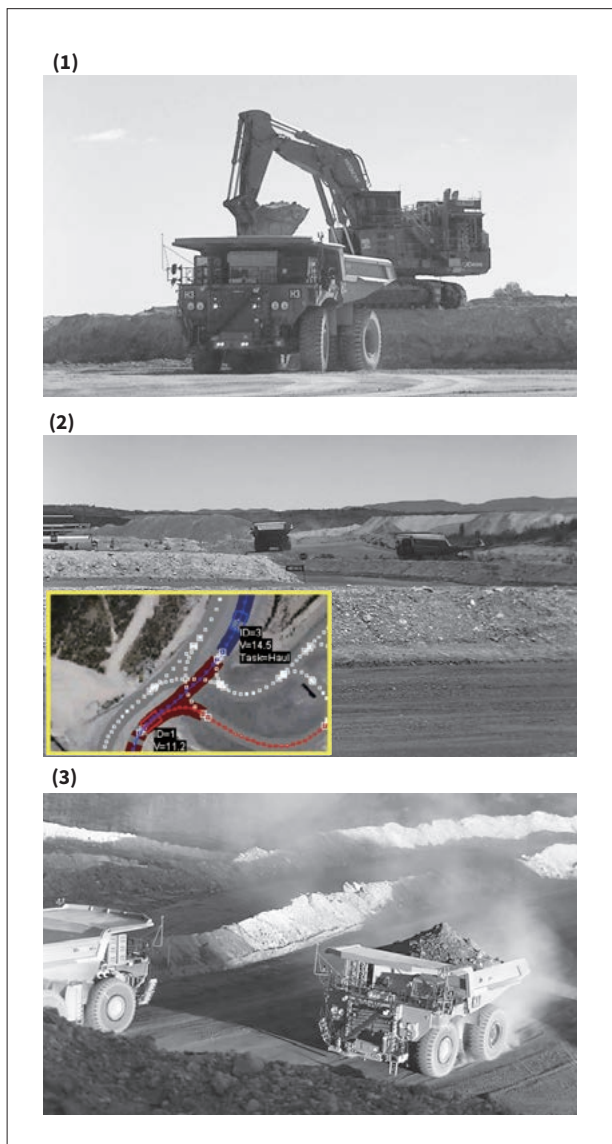 (1)
H3
H3
(2)
ID=3
V=14.5
Task=Haul
ID=1
V=11.2
(3)